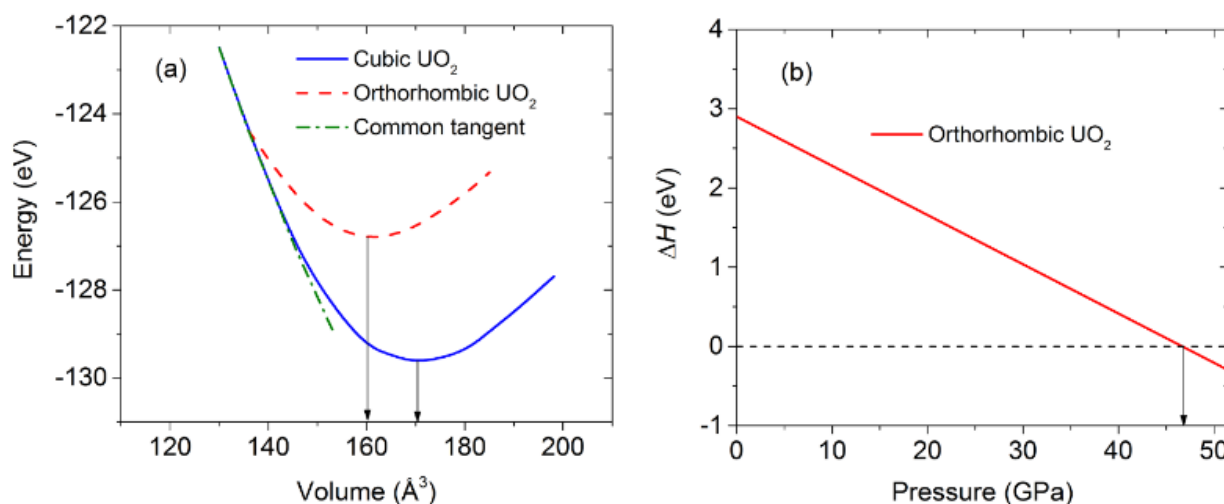 (a)
Cubic UO₂
Orthorhombic UO₂
Common tangent
Energy (eV)
-122
-124
-126
-128
-130
120 140 160 180 200
Volume (Å³)
(b)
Orthorhombic UO₂
ΔH (eV)
4
3
2
1
0
-1
0 10 20 30 40 50
Pressure (GPa)